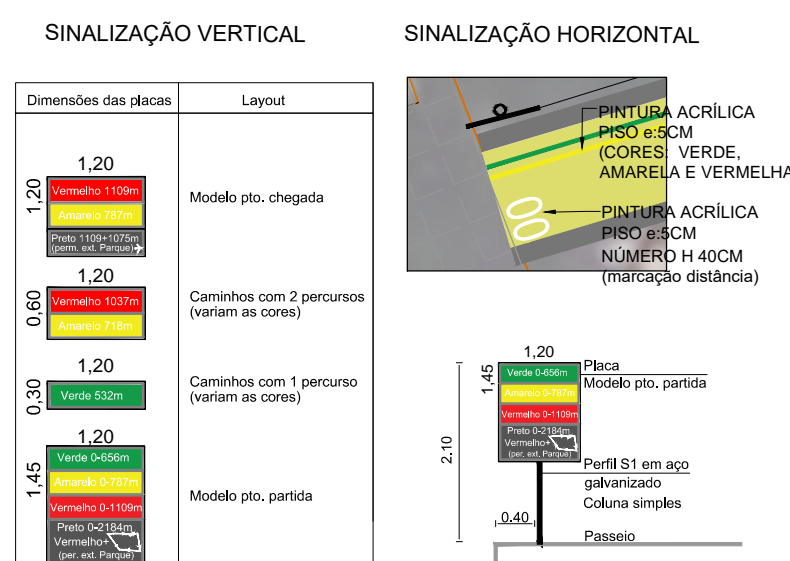 SINALIZAÇÃO VERTICAL
Dimensões das placas
Layout
1,20
1,20
Vermelho 1109m
Amarelo 787m
Preto 1109+1075m
(perm. ext. Parque)
Modelo pto. chegada
1,20
0,60
Vermelho 1037m
Amarelo 718m
Caminhos com 2 percursos
(variam as cores)
1,20
0,30
Verde 532m
Caminhos com 1 percurso
(variam as cores)
1,20
1,45
Verde 0-656m
Amarelo 0-787m
Vermelho 0-1109m
Preto 0-2184m
Vermelho+
(per. ext. Parque)
Modelo pto. partida
SINALIZAÇÃO HORIZONTAL
PINTURA ACRÍLICA
PISO e:5CM
(CORES: VERDE,
AMARELA E VERMELHA
PINTURA ACRÍLICA
PISO e:5CM
NÚMERO H 40CM
(marcação distância)
00
1,20
1,45
Verde 0-656m
Amarelo 0-787m
Vermelho 0-1109m
Preto 0-2184m
Vermelho+
(per. ext. Parque)
Placa
Modelo pto. partida
2.10
Perfil S1 em aço
galvanizado
Coluna simples
0.40
Passeio